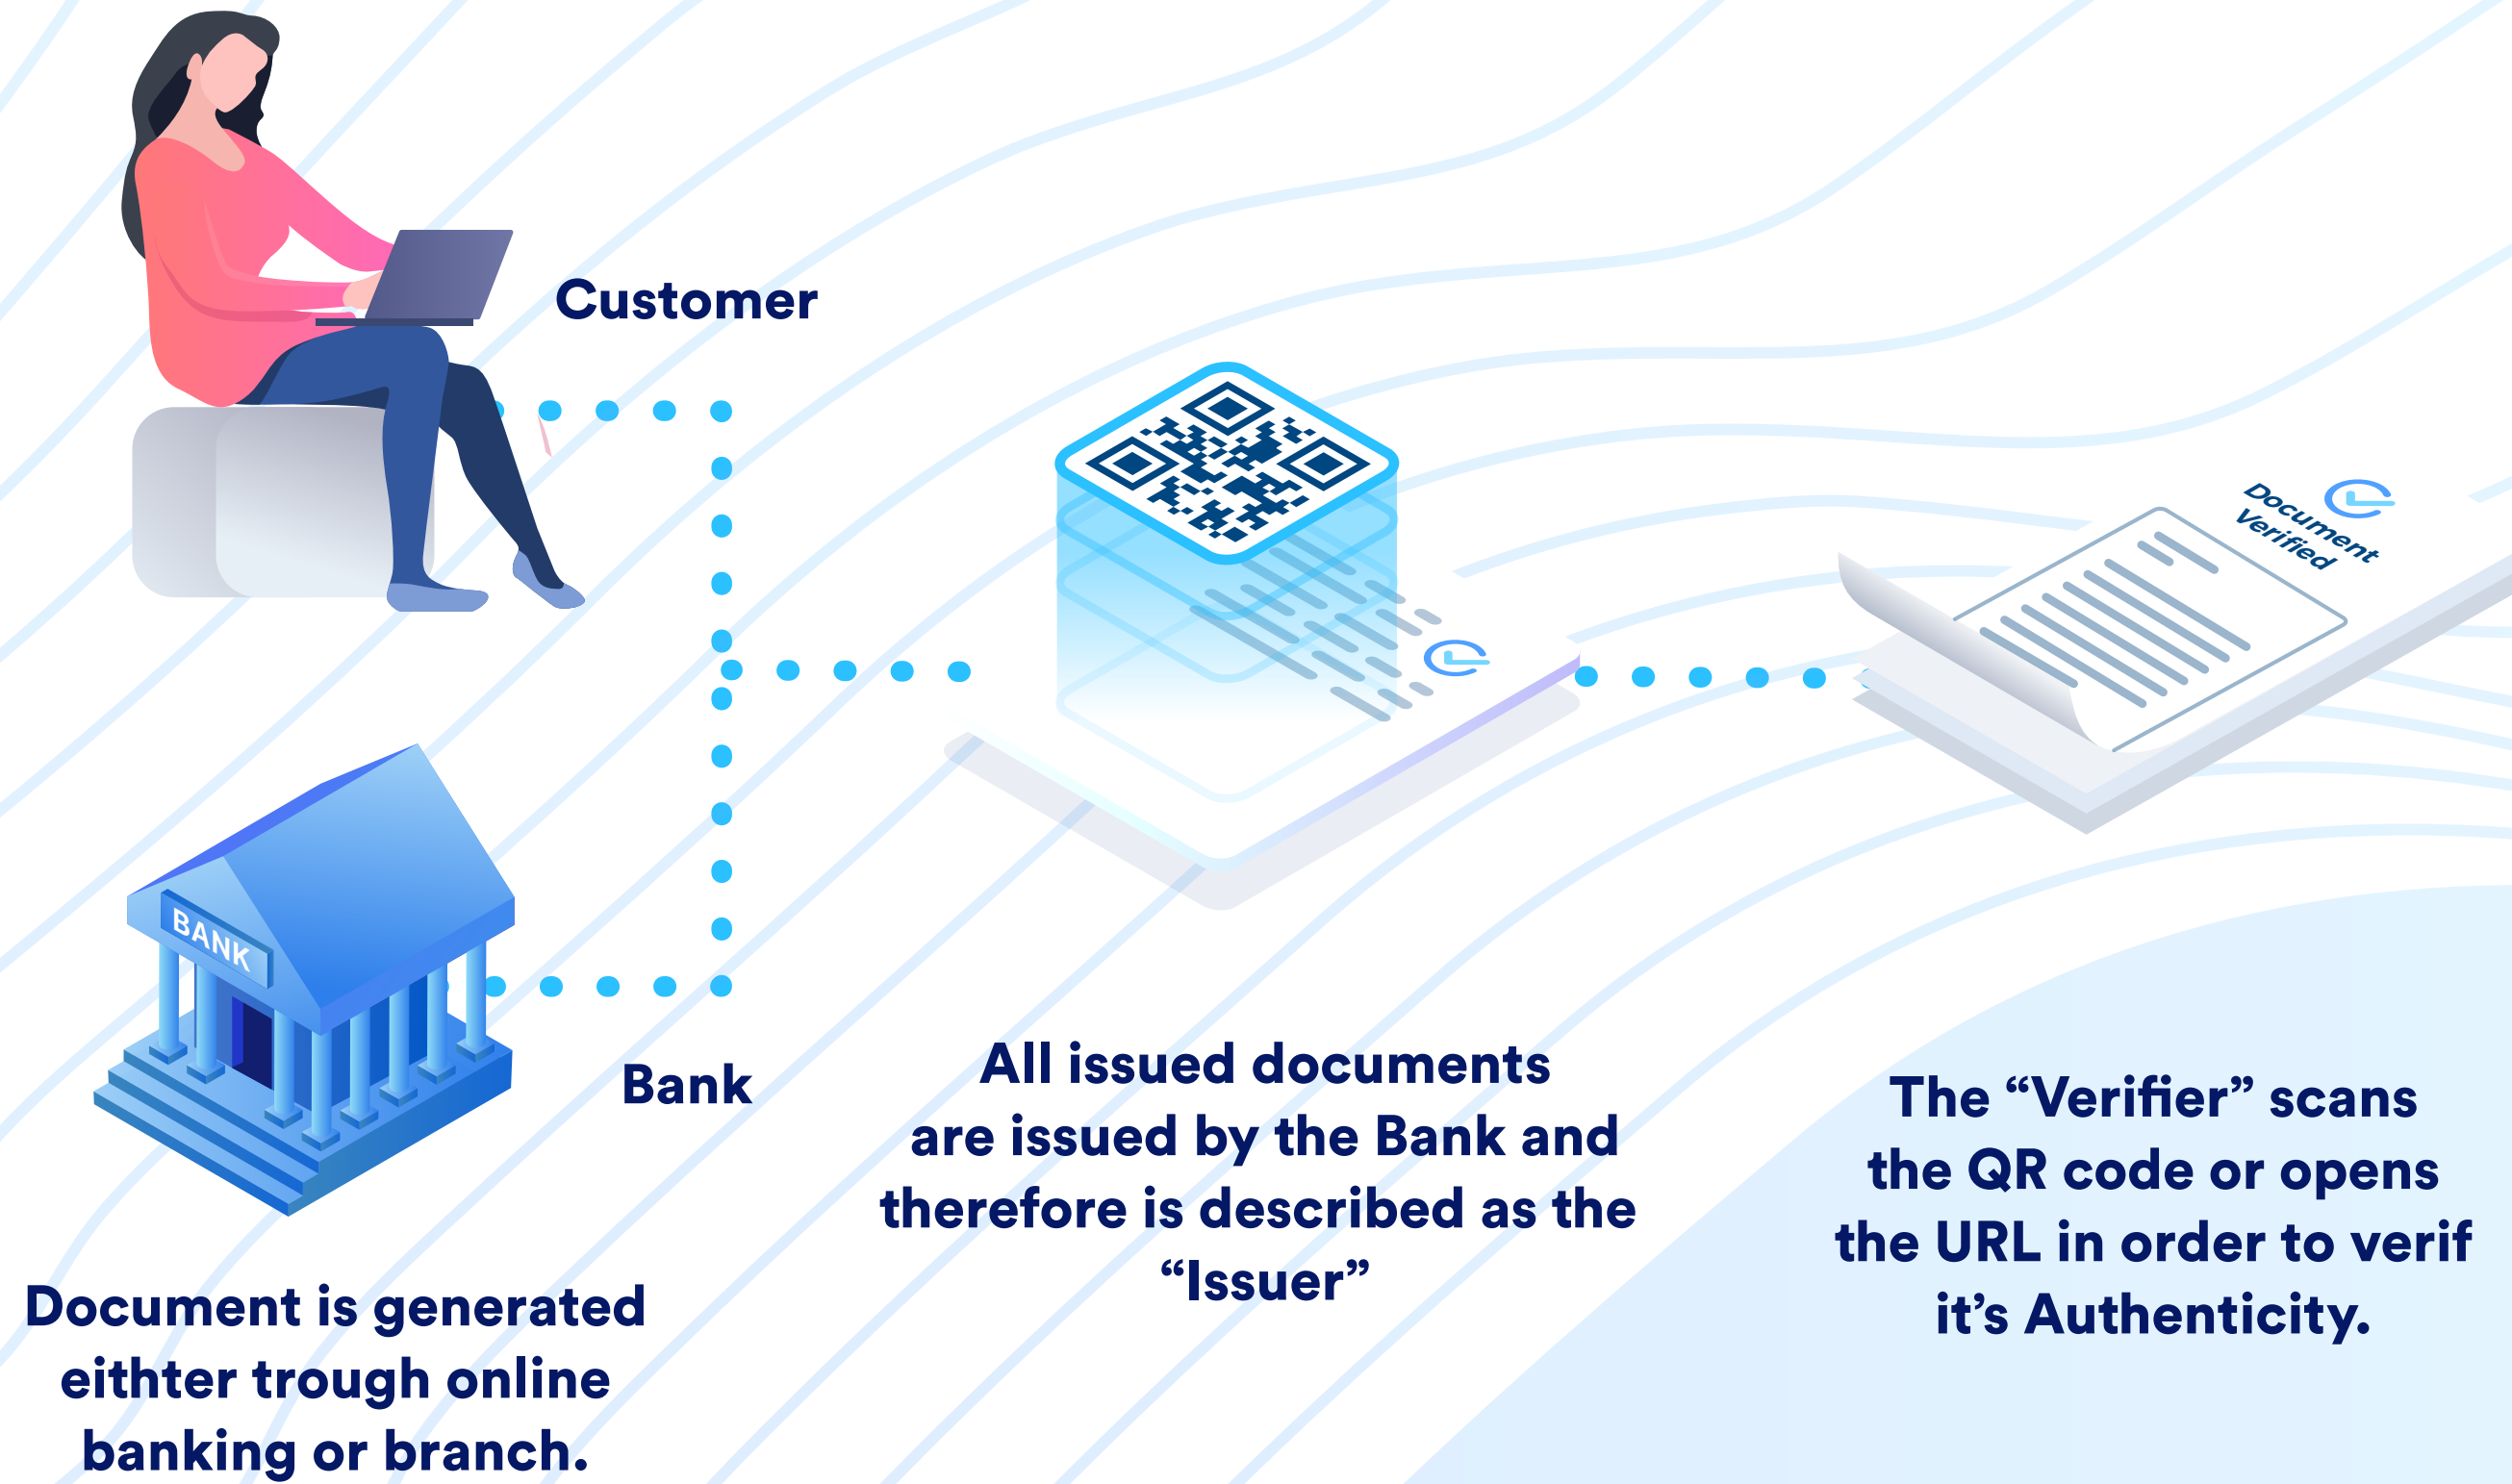 Customer
Document
Verified
BANK
Bank
All issued documents
are issued by the Bank and
therefore is described as the
“Issuer”
The “Verifier” scans
the QR code or opens
the URL in order to verif
it’s Authenticity.
Document is generated
eithter trough online
banking or branch.